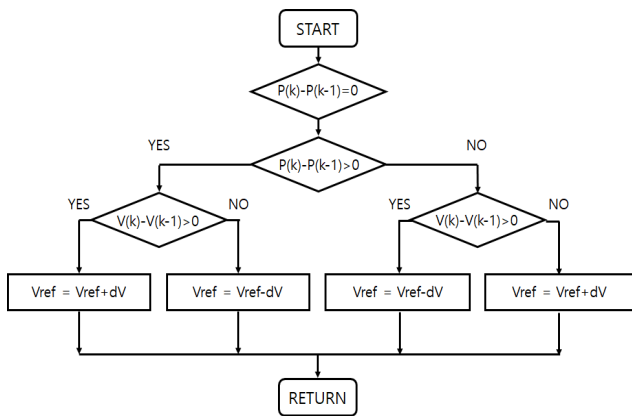 START
P(k)-P(k-1)=0
YES
NO
P(k)-P(k-1)>0
YES
NO
YES
NO
V(k)-V(k-1)>0
V(k)-V(k-1)>0
Vref = Vref+dV
Vref = Vref-dV
Vref = Vref-dV
Vref = Vref+dV
RETURN